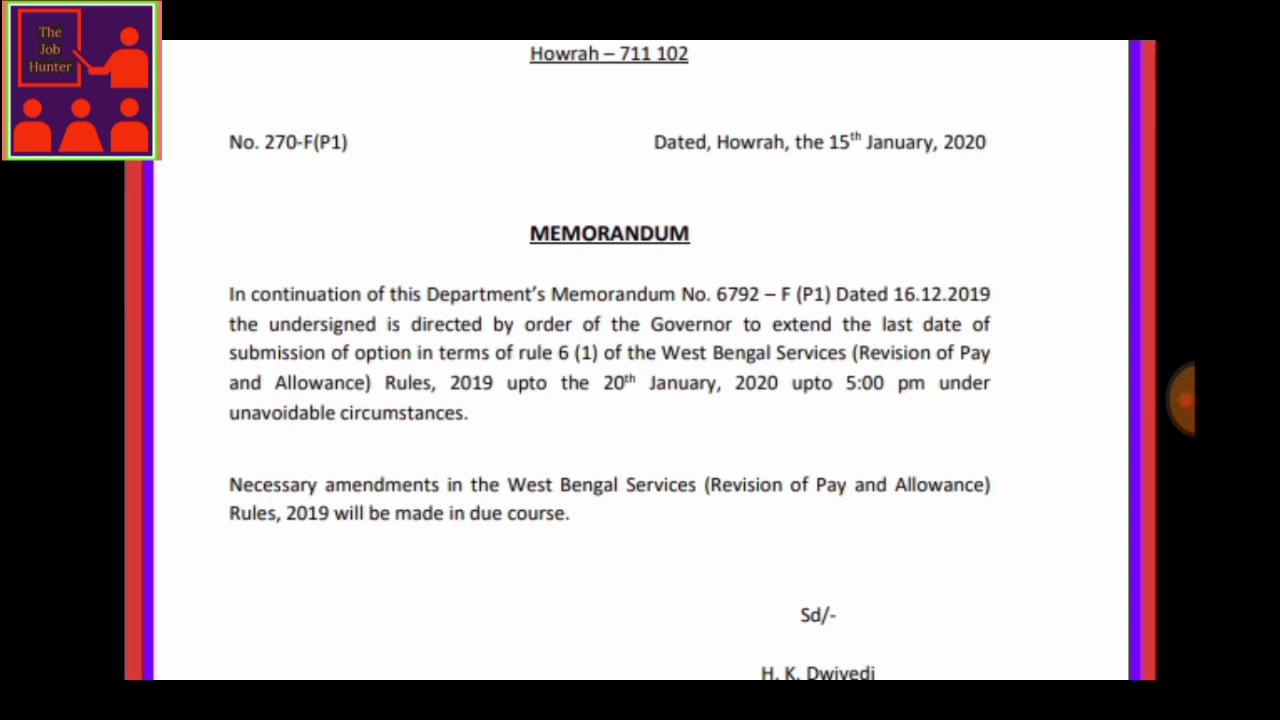 The
Job
Hunter
Howrah – 711 102
No. 270-F(P1) Dated, Howrah, the 15th January, 2020
MEMORANDUM
In continuation of this Department's Memorandum No. 6792 – F (P1) Dated 16.12.2019
the undersigned is directed by order of the Governor to extend the last date of
submission of option in terms of rule 6 (1) of the West Bengal Services (Revision of Pay
and Allowance) Rules, 2019 upto the 20th January, 2020 upto 5:00 pm under
unavoidable circumstances.
Necessary amendments in the West Bengal Services (Revision of Pay and Allowance)
Rules, 2019 will be made in due course.
Sd/-
H. K. Dwivedi